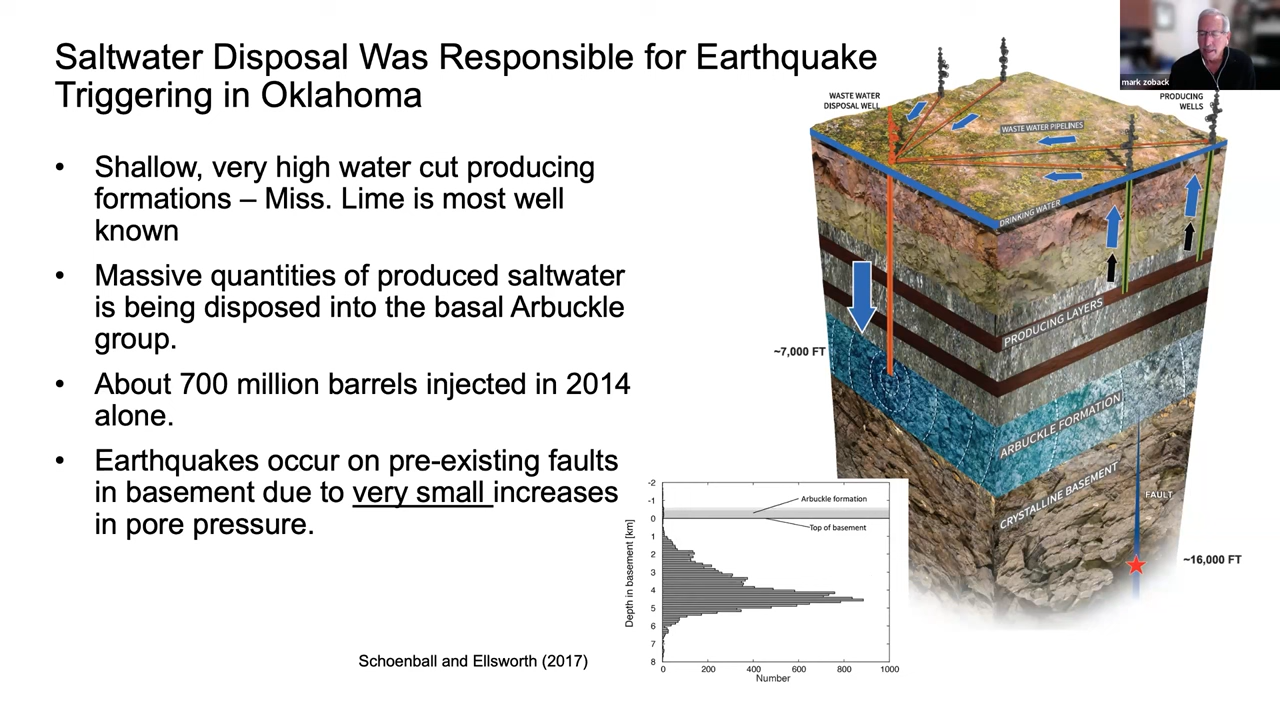 Saltwater Disposal Was Responsible for Earthquake
Triggering in Oklahoma
mark zoback
• Shallow, very high water cut producing
formations – Miss. Lime is most well
known
• Massive quantities of produced saltwater
is being disposed into the basal Arbuckle
group.
• About 700 million barrels injected in 2014
alone.
• Earthquakes occur on pre-existing faults
in basement due to very small increases
in pore pressure.
Schoenball and Ellsworth (2017)
WASTE WATER
DISPOSAL WELL
PRODUCING
WELLS
WASTE WATER PIPELINES
DRINKING WATER
PRODUCING LAYERS
~7,000 FT
ARBUCKLE FORMATION
CRYSTALLINE BASEMENT
FAULT
~16,000 FT
Depth in basement [km]
-2
-1
0
1
2
3
4
5
6
7
8
Arbuckle formation
Top of basement
0 200 400 600 800 1000
Number